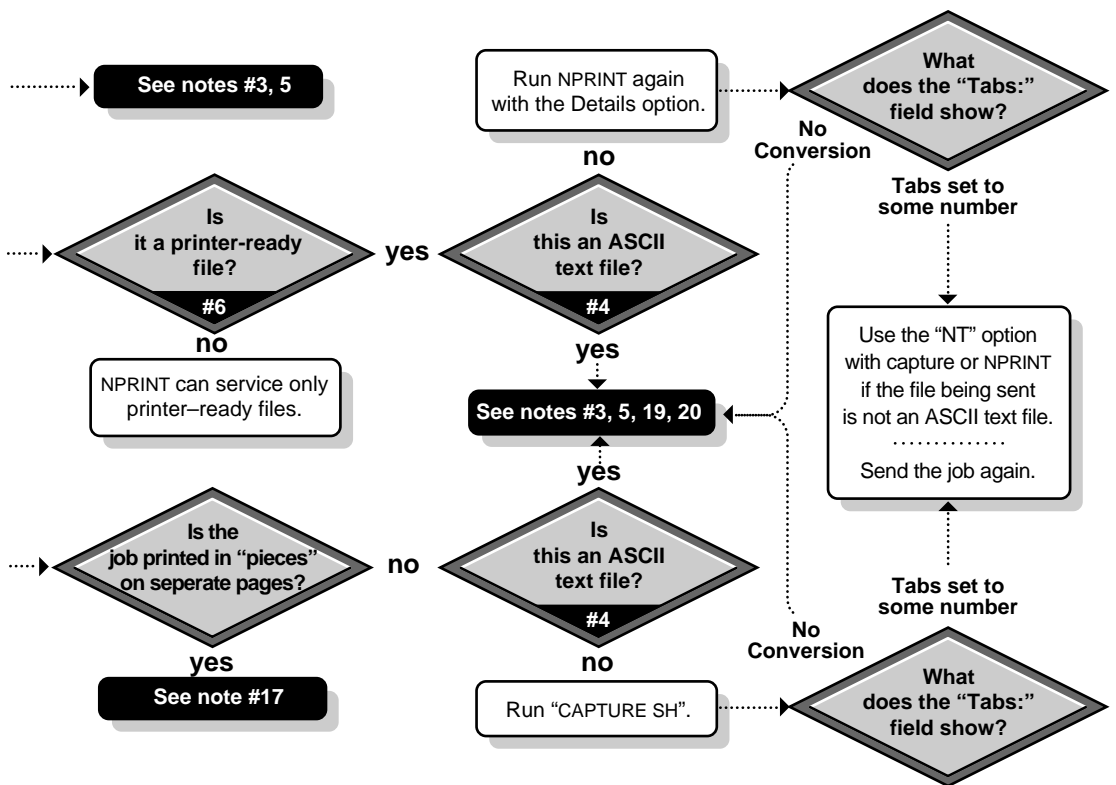 See notes #3, 5
Run NPRINT again
with the Details option.
What
does the “Tabs:”
field show?
no
No
Conversion
Tabs set to
some number
Is
it a printer-ready
file?
#6
yes
Is
this an ASCII
text file?
#4
no
NPRINT can service only
printer–ready files.
yes
See notes #3, 5, 19, 20
Use the “NT” option
with capture or NPRINT
if the file being sent
is not an ASCII text file.
..............
Send the job again.
yes
Is the
job printed in “pieces”
on seperate pages?
no
Is
this an ASCII
text file?
#4
yes
See note #17
no
Run “CAPTURE SH”.
No
Conversion
Tabs set to
some number
What
does the “Tabs:”
field show?